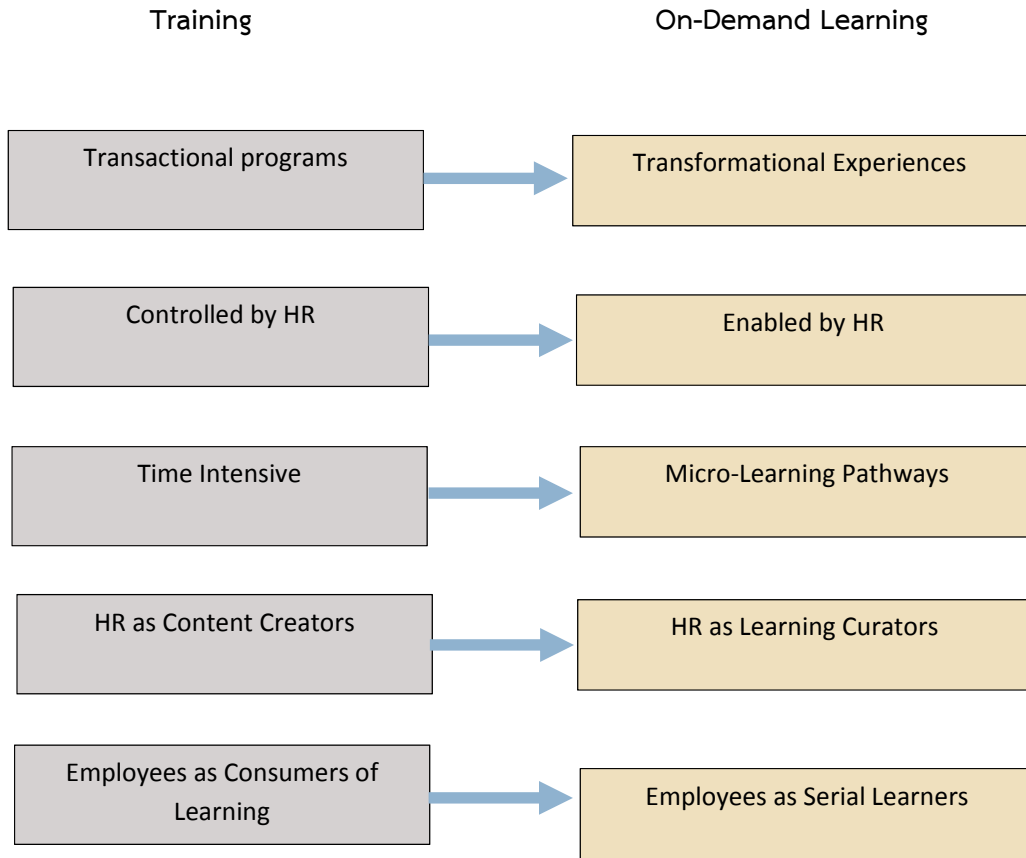 Training
On-Demand Learning
Transactional programs
Transformational Experiences
Controlled by HR
Enabled by HR
Time Intensive
Micro-Learning Pathways
HR as Content Creators
HR as Learning Curators
Employees as Consumers of
Learning
Employees as Serial Learners